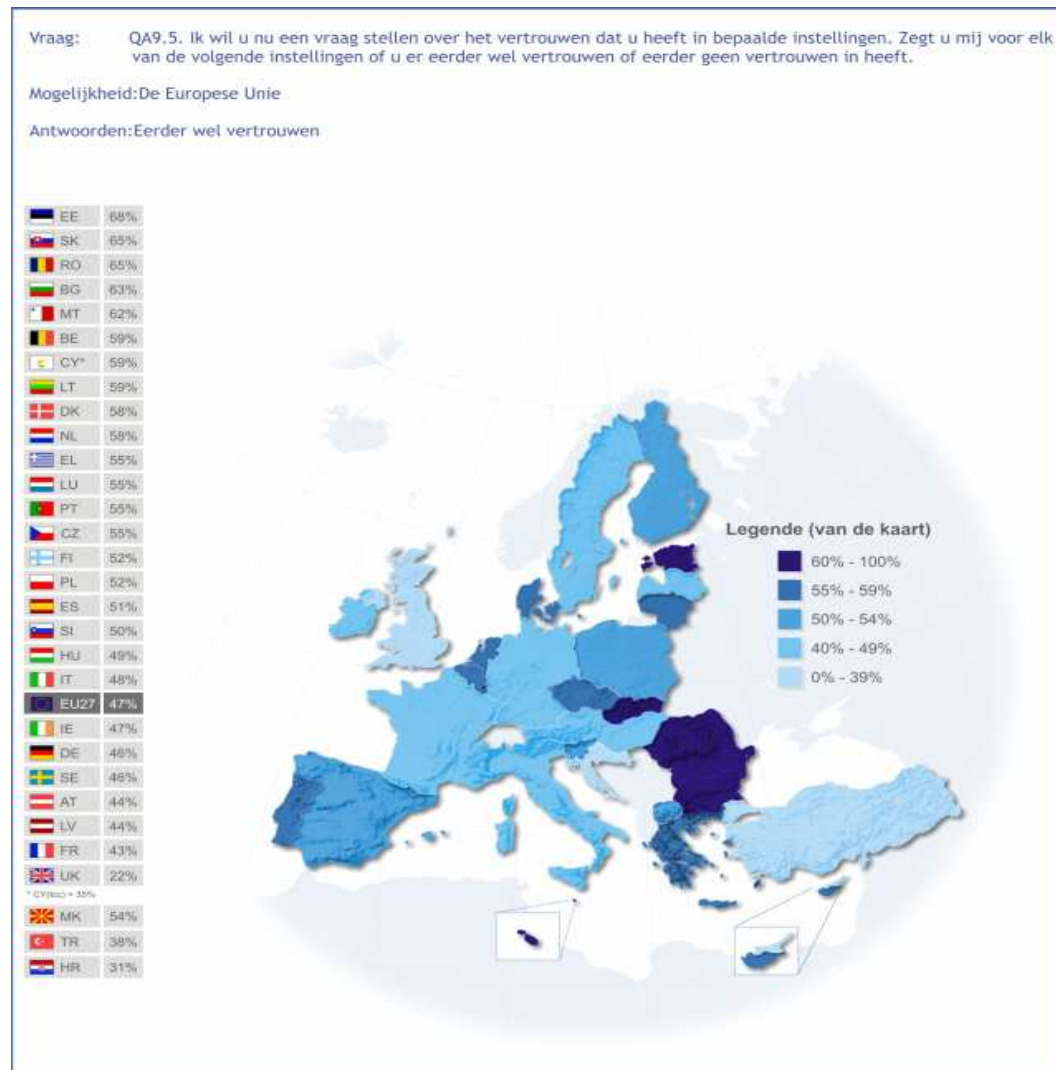 Vraag: QA9.5. Ik wil u nu een vraag stellen over het vertrouwen dat u heeft in bepaalde instellingen. Zegt u mij voor elk
van de volgende instellingen of u er eerder wel vertrouwen of eerder geen vertrouwen in heeft.
Mogelijkheid:De Europese Unie
Antwoorden:Eerder wel vertrouwen
EE 68%
SK 65%
RO 65%
BG 63%
MT 62%
BE 59%
CY* 59%
LT 59%
DK 58%
NL 58%
EL 55%
LU 55%
PT 55%
CZ 55%
FI 52%
PL 52%
ES 51%
SI 50%
HU 49%
IT 48%
EU27 47%
IE 47%
DE 46%
SE 46%
AT 44%
LV 44%
FR 43%
UK 22%
* CY(tcc) = 35%
MK 54%
TR 38%
HR 31%
Legende (van de kaart)
60% - 100%
55% - 59%
50% - 54%
40% - 49%
0% - 39%